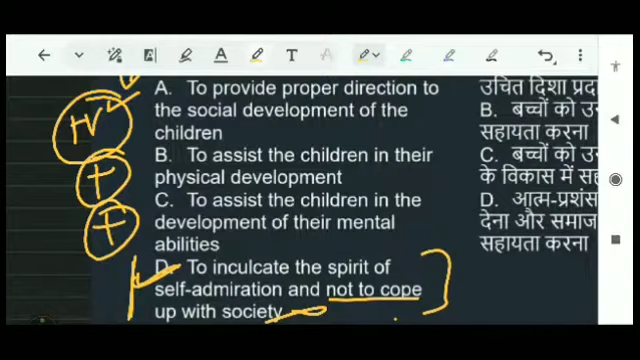 A. To provide proper direction to
the social development of the
children
B. To assist the children in their
physical development
C. To assist the children in the
development of their mental
abilities
D. To inculcate the spirit of
self-admiration and not to cope
up with society
उचित दिशा प्रदा
B. बच्चों को उन
सहायता करना
C. बच्चों को उन
के विकास में सह
D. आत्म-प्रशंस
देना और समाज
सहायता करना
+v
+
+